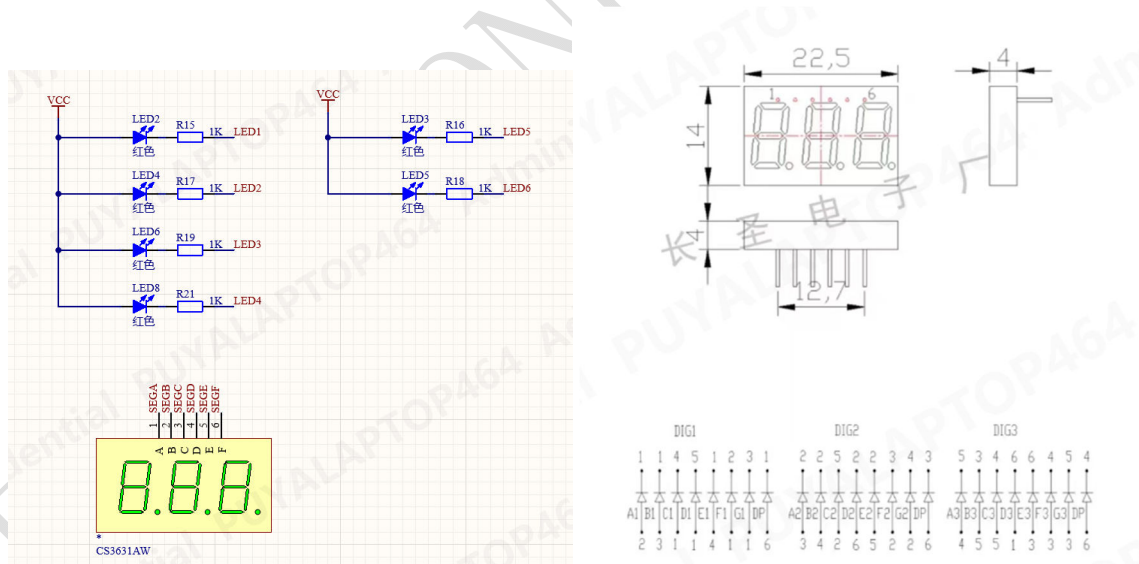 VCC
LED2
R15
1K
LED1
红色
LED4
R17
1K
LED2
红色
LED6
R19
1K
LED3
红色
LED8
R21
1K
LED4
红色
VCC
LED3
R16
1K
LED5
红色
LED5
R18
1K
LED6
红色
SEGA
SEGB
SEGC
SEGD
SEGE
SEGF
1 2 3 4 5 6
A B C D E F
*
CS3631AW
22,5
4
1 6
14
4
12,7
长圣电子厂
DIG1
1 1 4 5 1 2 3 1
A1 B1 C1 D1 E1 F1 G1 DP
2 3 1 1 4 1 1 6
DIG2
2 2 5 2 2 3 4 3
A2 B2 C2 D2 E2 F2 G2 DP
3 4 2 6 5 2 2 6
DIG3
5 3 4 6 6 4 5 4
A3 B3 C3 D3 E3 F3 G3 DP
4 5 5 1 3 3 3 6
PUYALAPTOP464 Admin